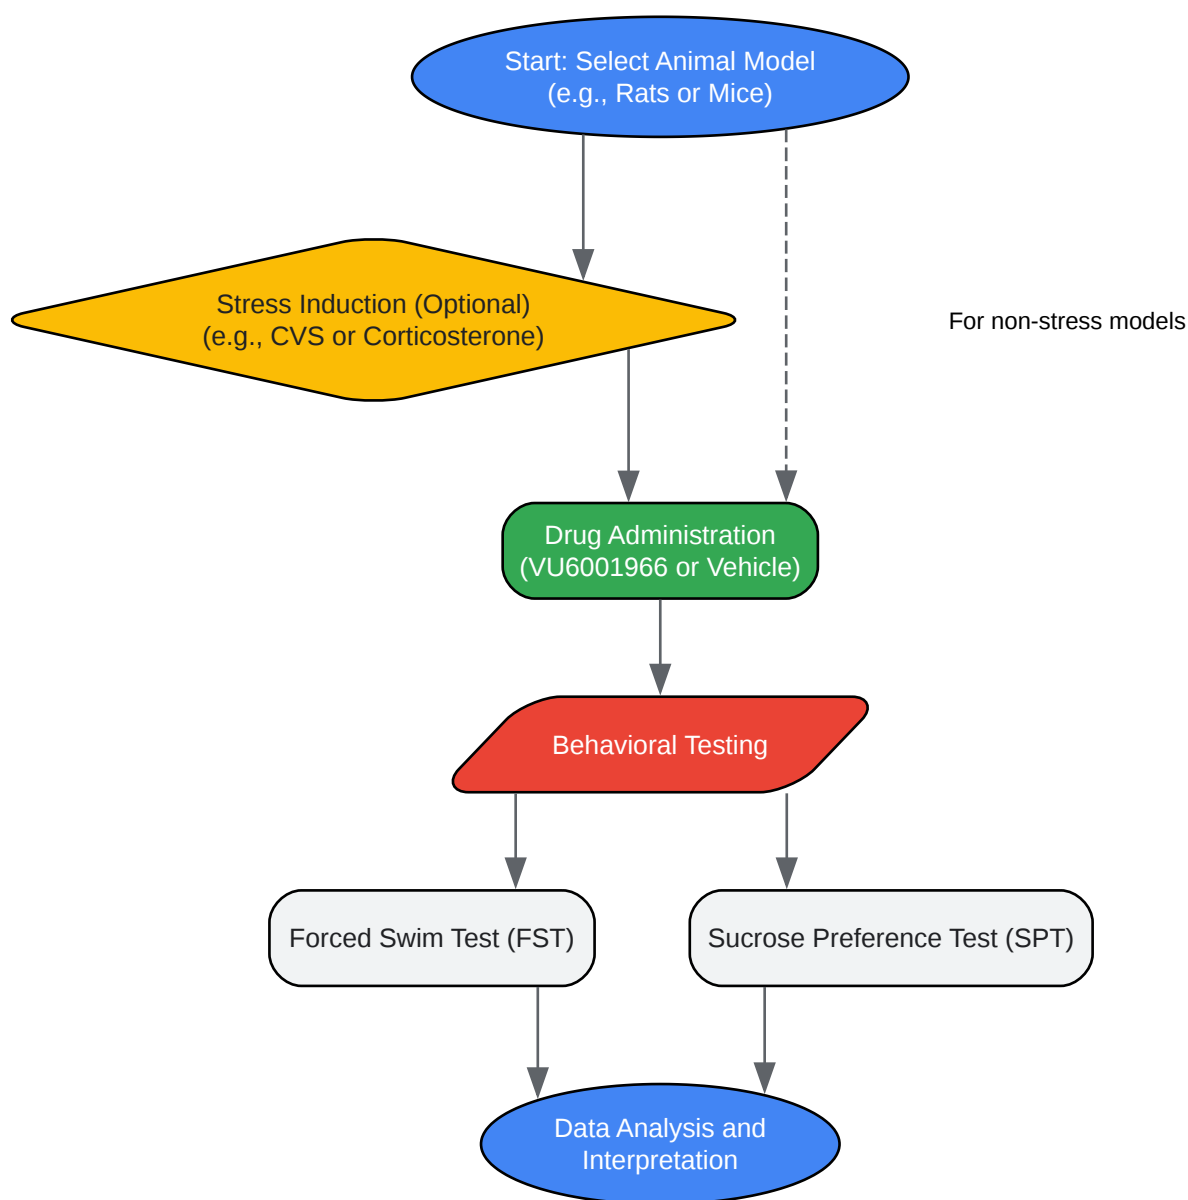 Start: Select Animal Model
(e.g., Rats or Mice)
Stress Induction (Optional)
(e.g., CVS or Corticosterone)
For non-stress models
Drug Administration
(VU6001966 or Vehicle)
Behavioral Testing
Forced Swim Test (FST)
Sucrose Preference Test (SPT)
Data Analysis and
Interpretation